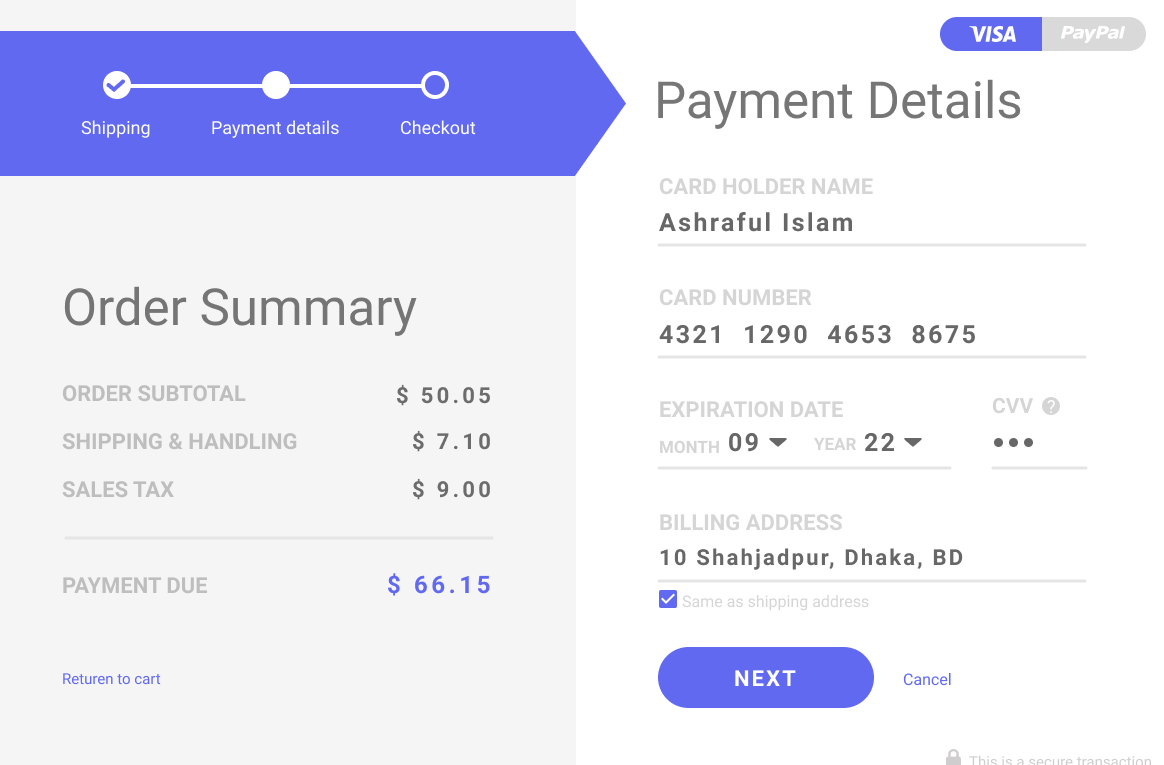 Shipping
Payment details
Checkout
Order Summary
ORDER SUBTOTAL $ 50.05
SHIPPING & HANDLING $ 7.10
SALES TAX $ 9.00
PAYMENT DUE $ 66.15
Returen to cart
VISA PayPal
Payment Details
CARD HOLDER NAME
Ashraful Islam
CARD NUMBER
4321 1290 4653 8675
EXPIRATION DATE
MONTH 09 YEAR 22
CVV ?
•••
BILLING ADDRESS
10 Shahjadpur, Dhaka, BD
Same as shipping address
NEXT Cancel
This is a secure transaction